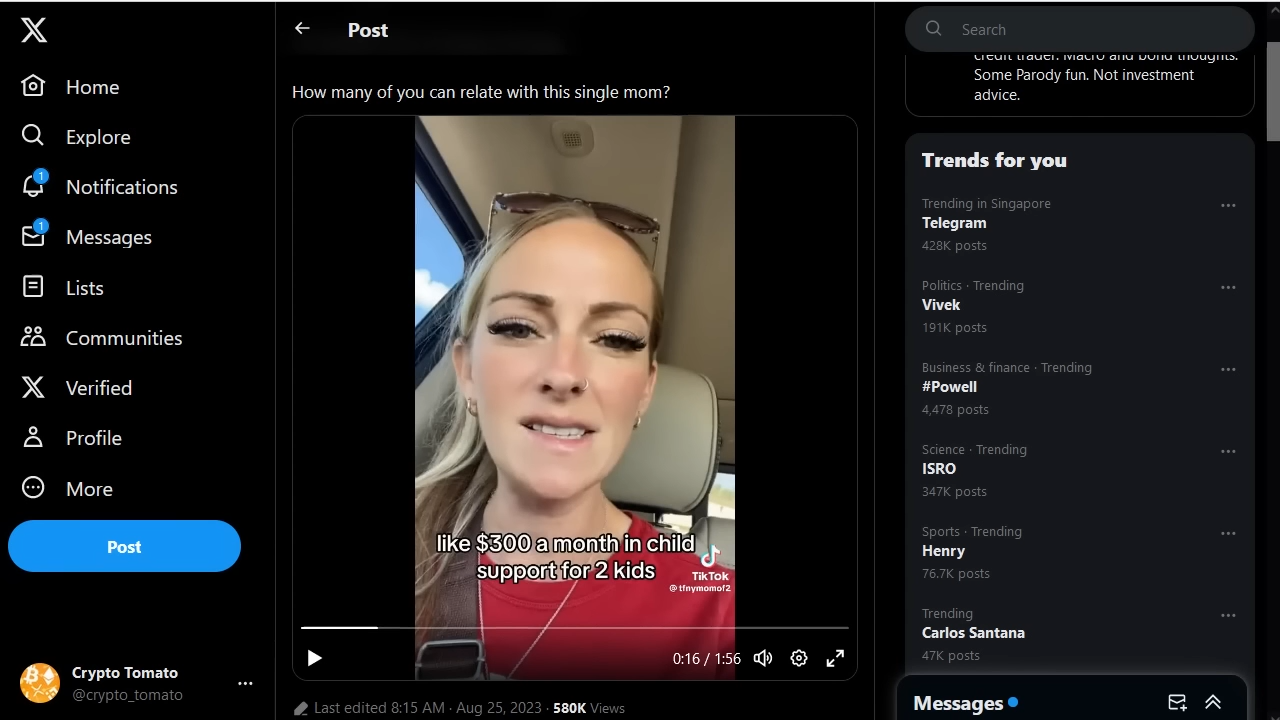 Home
Explore
1
Notifications
1
Messages
Lists
Communities
Verified
Profile
More
Post
Crypto Tomato
@crypto_tomato
Post
How many of you can relate with this single mom?
like $300 a month in child
support for 2 kids
TikTok
@tfnymomof2
0:16 / 1:56
Last edited 8:15 AM · Aug 25, 2023 · 580K Views
Search
credit trader. Macro and bond thoughts.
Some Parody fun. Not investment
advice.
Trends for you
Trending in Singapore
Telegram
428K posts
Politics · Trending
Vivek
191K posts
Business & finance · Trending
#Powell
4,478 posts
Science · Trending
ISRO
347K posts
Sports · Trending
Henry
76.7K posts
Trending
Carlos Santana
47K posts
Messages